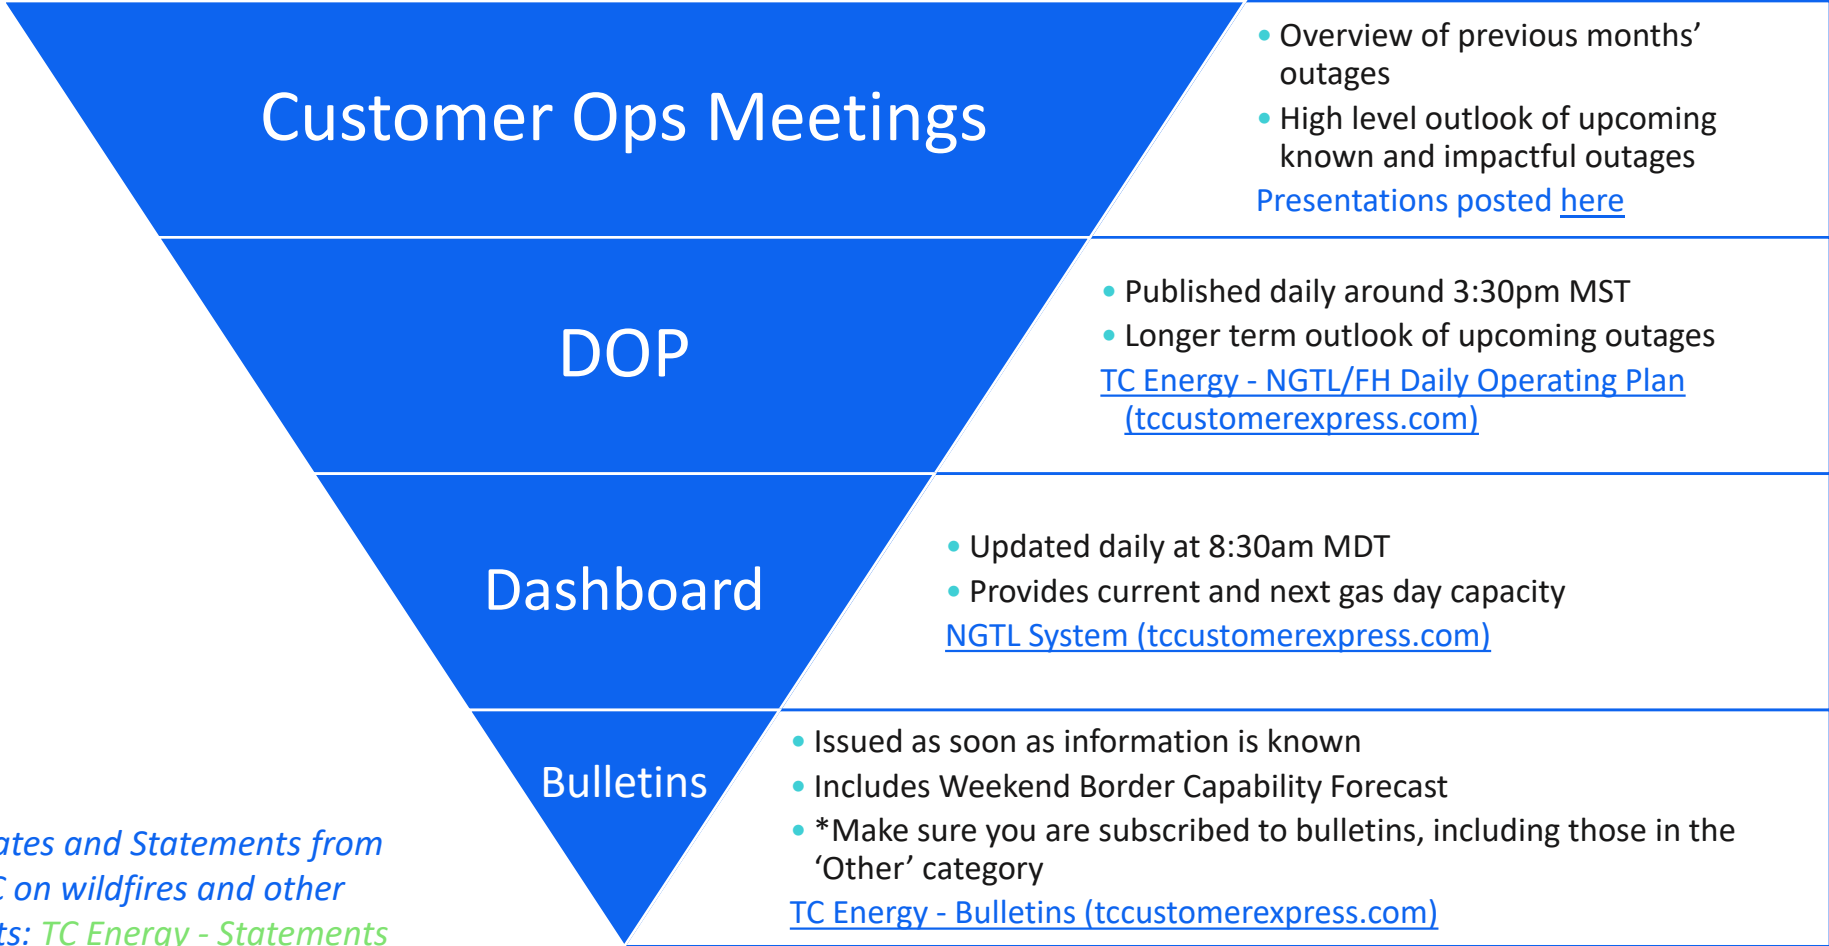 Customer Ops Meetings
• Overview of previous months’
outages
• High level outlook of upcoming
known and impactful outages
Presentations posted here
DOP
• Published daily around 3:30pm MST
• Longer term outlook of upcoming outages
TC Energy - NGTL/FH Daily Operating Plan
(tccustomerexpress.com)
Dashboard
• Updated daily at 8:30am MDT
• Provides current and next gas day capacity
NGTL System (tccustomerexpress.com)
Bulletins
• Issued as soon as information is known
• Includes Weekend Border Capability Forecast
• *Make sure you are subscribed to bulletins, including those in the
‘Other’ category
TC Energy - Bulletins (tccustomerexpress.com)
and Statements from
on wildfires and other
TC Energy - Statements